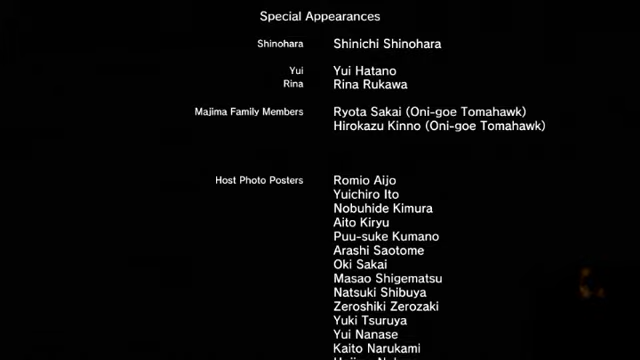 Special Appearances
Shinohara Shinichi Shinohara
Yui Yui Hatano
Rina Rina Rukawa
Majima Family Members Ryota Sakai (Oni-goe Tomahawk)
Hirokazu Kinno (Oni-goe Tomahawk)
Host Photo Posters Romio Aijo
Yuichiro Ito
Nobuhide Kimura
Aito Kiryu
Puu-suke Kumano
Arashi Saotome
Oki Sakai
Masao Shigematsu
Natsuki Shibuya
Zeroshiki Zerozaki
Yuki Tsuruya
Yui Nanase
Kaito Narukami